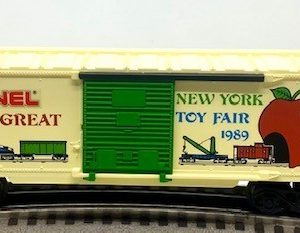 NEL
GREAT
NEW YORK
TOY FAIR
1989